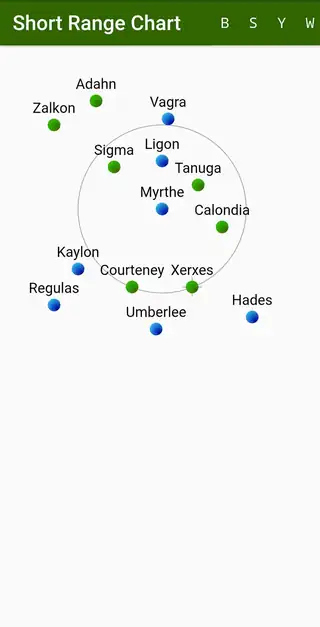 Short Range Chart B S Y W
Adahn
Zalkon
Vagra
Sigma
Ligon
Tanuga
Myrthe
Calondia
Kaylon
Courteney
Xerxes
Regulas
Hades
Umberlee